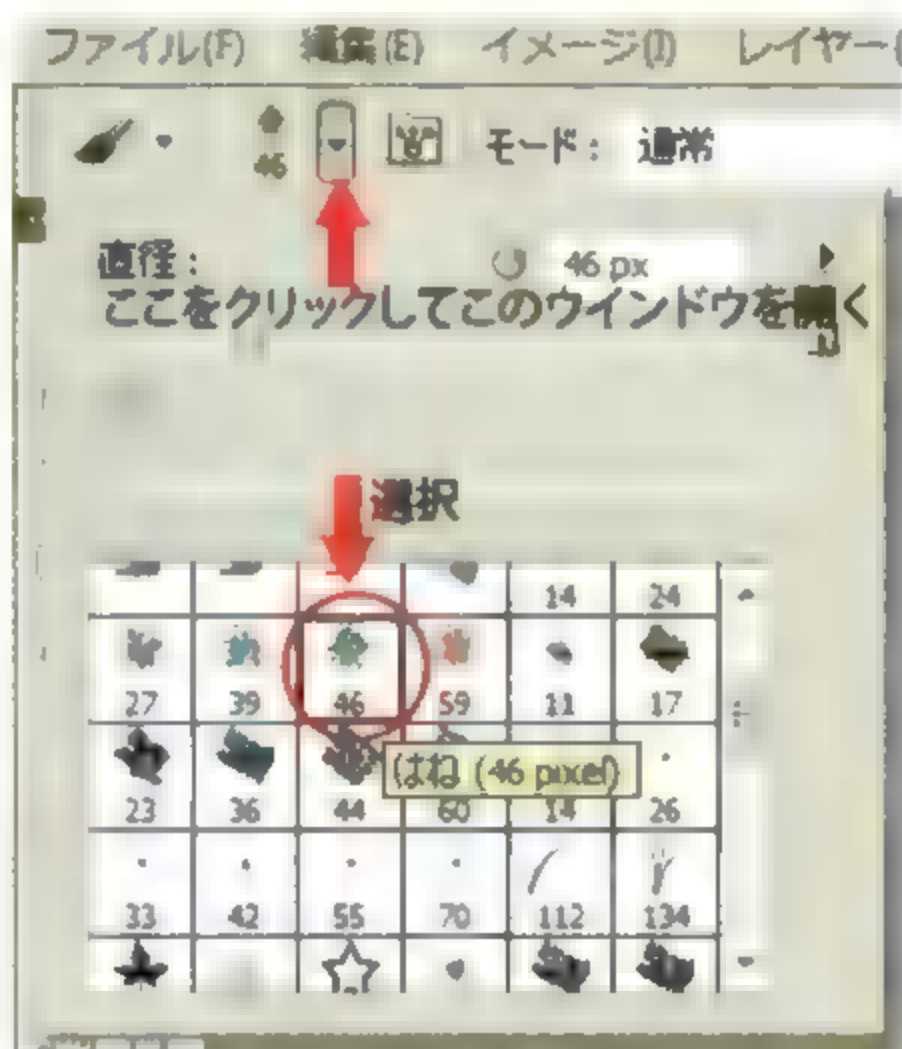 ファイル(F) 編集(E) イメージ(I) レイヤー(
46 モード: 通常
直径: 46 px
ここをクリックしてこのウインドウを開く
選択
14 24
27 39 46 59 11 17
はね (46 pixel)
23 36 44 60 14 26
33 42 55 70 112 134